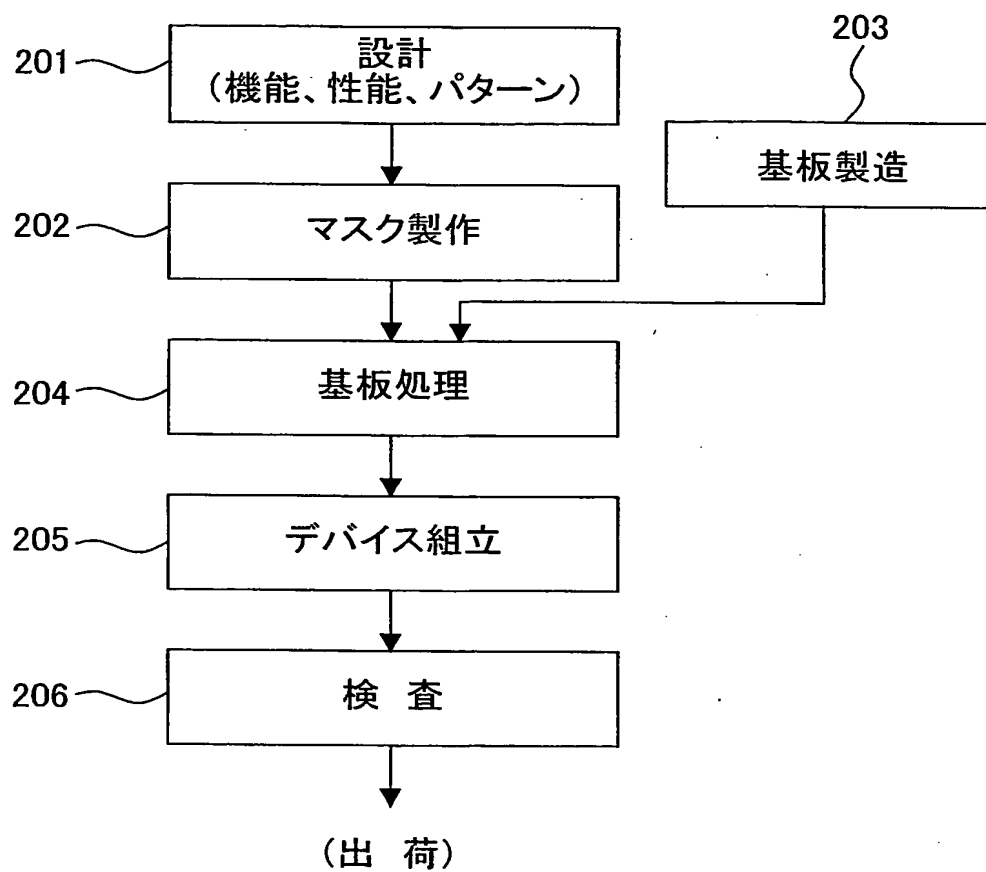 201
設計
(機能、性能、パターン)
203
基板製造
202
マスク製作
204
基板処理
205
デバイス組立
206
検 査
(出 荷)